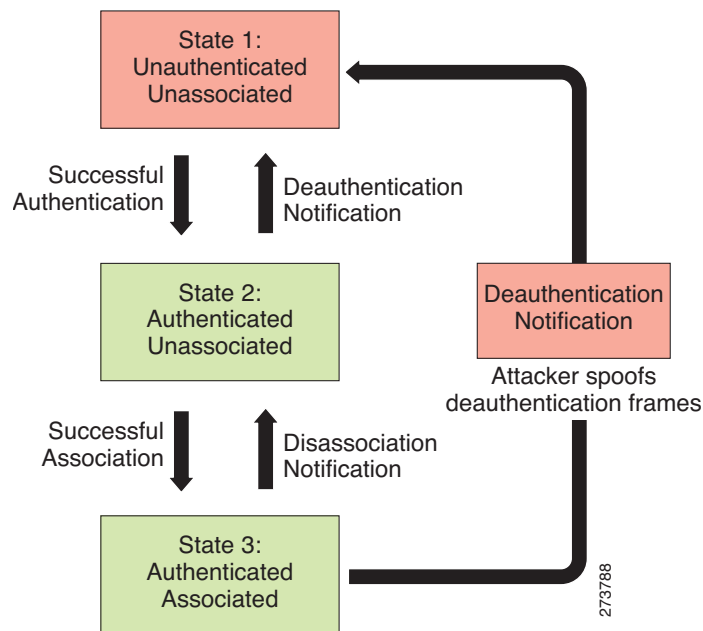 State 1:
Unauthenticated
Unassociated
Successful
Authentication
Deauthentication
Notification
State 2:
Authenticated
Unassociated
Deauthentication
Notification
Attacker spoofs
deauthentication frames
Successful
Association
Disassociation
Notification
State 3:
Authenticated
Associated
273788